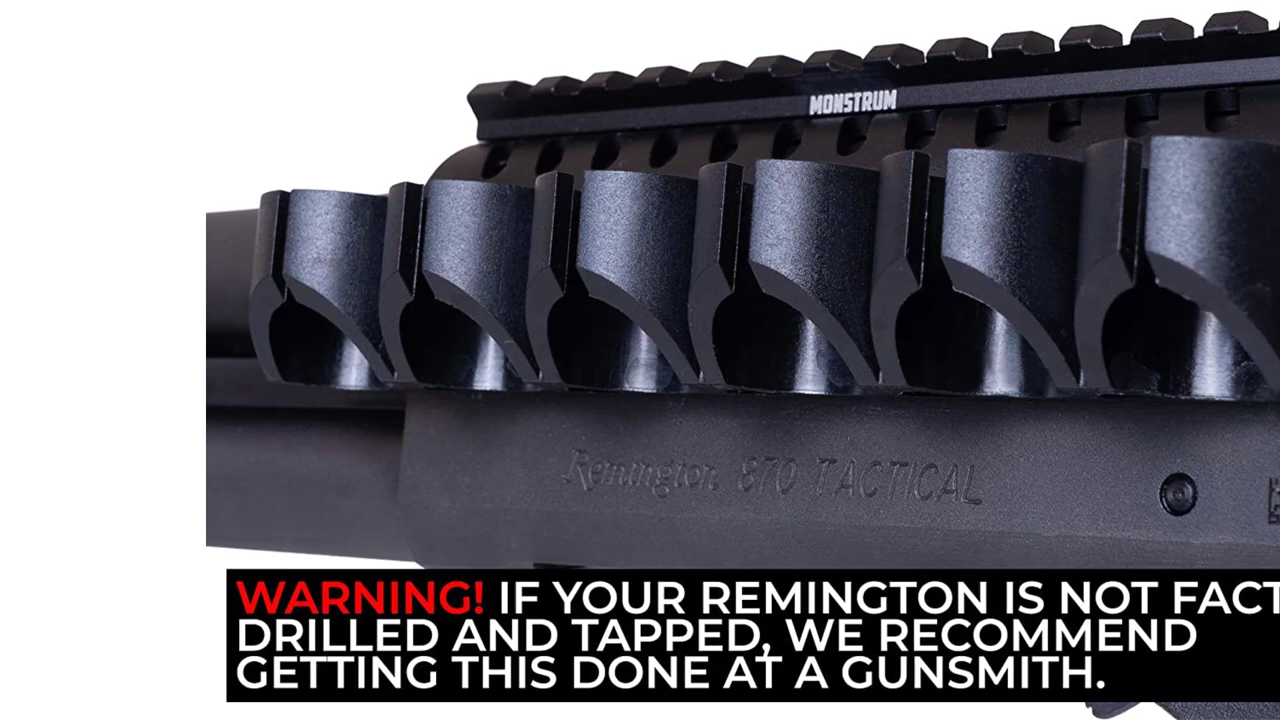 MONSTRUM
Remington 870 TACTICAL
WARNING! IF YOUR REMINGTON IS NOT FACT
DRILLED AND TAPPED, WE RECOMMEND
GETTING THIS DONE AT A GUNSMITH.